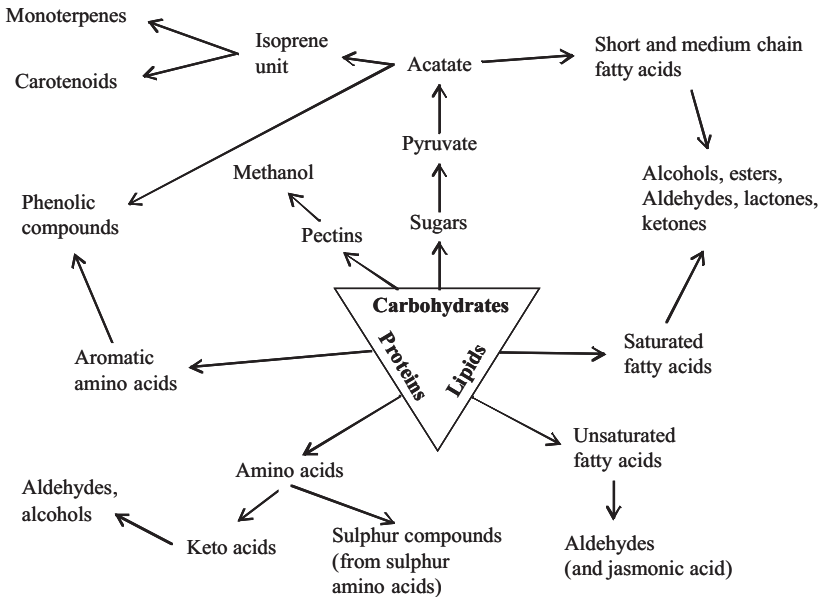 Monoterpenes
Carotenoids
Isoprene
unit
Acatate
Short and medium chain
fatty acids
Pyruvate
Methanol
Alcohols, esters,
Aldehydes, lactones,
ketones
Phenolic
compounds
Pectins
Sugars
Carbohydrates
Proteins
Lipids
Aromatic
amino acids
Saturated
fatty acids
Unsaturated
fatty acids
Amino acids
Aldehydes,
alcohols
Keto acids
Sulphur compounds
(from sulphur
amino acids)
Aldehydes
(and jasmonic acid)